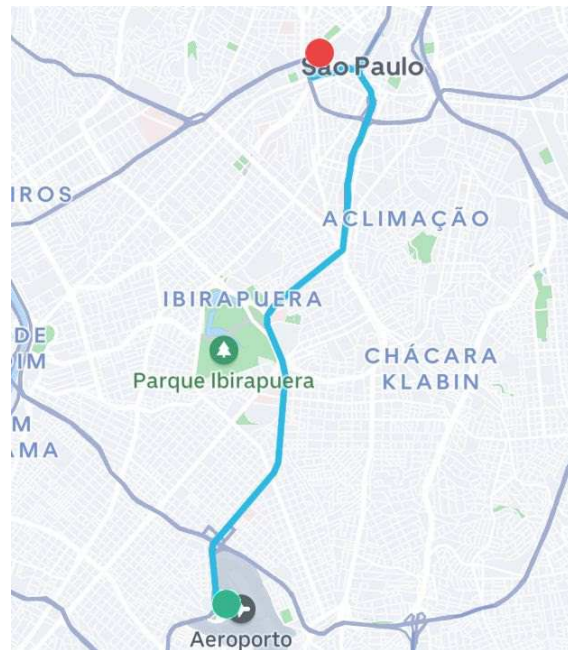 São Paulo
IROS
ACLIMAÇÃO
IBIRAPUERA
DE
IM
CHÁCARA
KLABIN
Parque Ibirapuera
M
AMA
Aeroporto